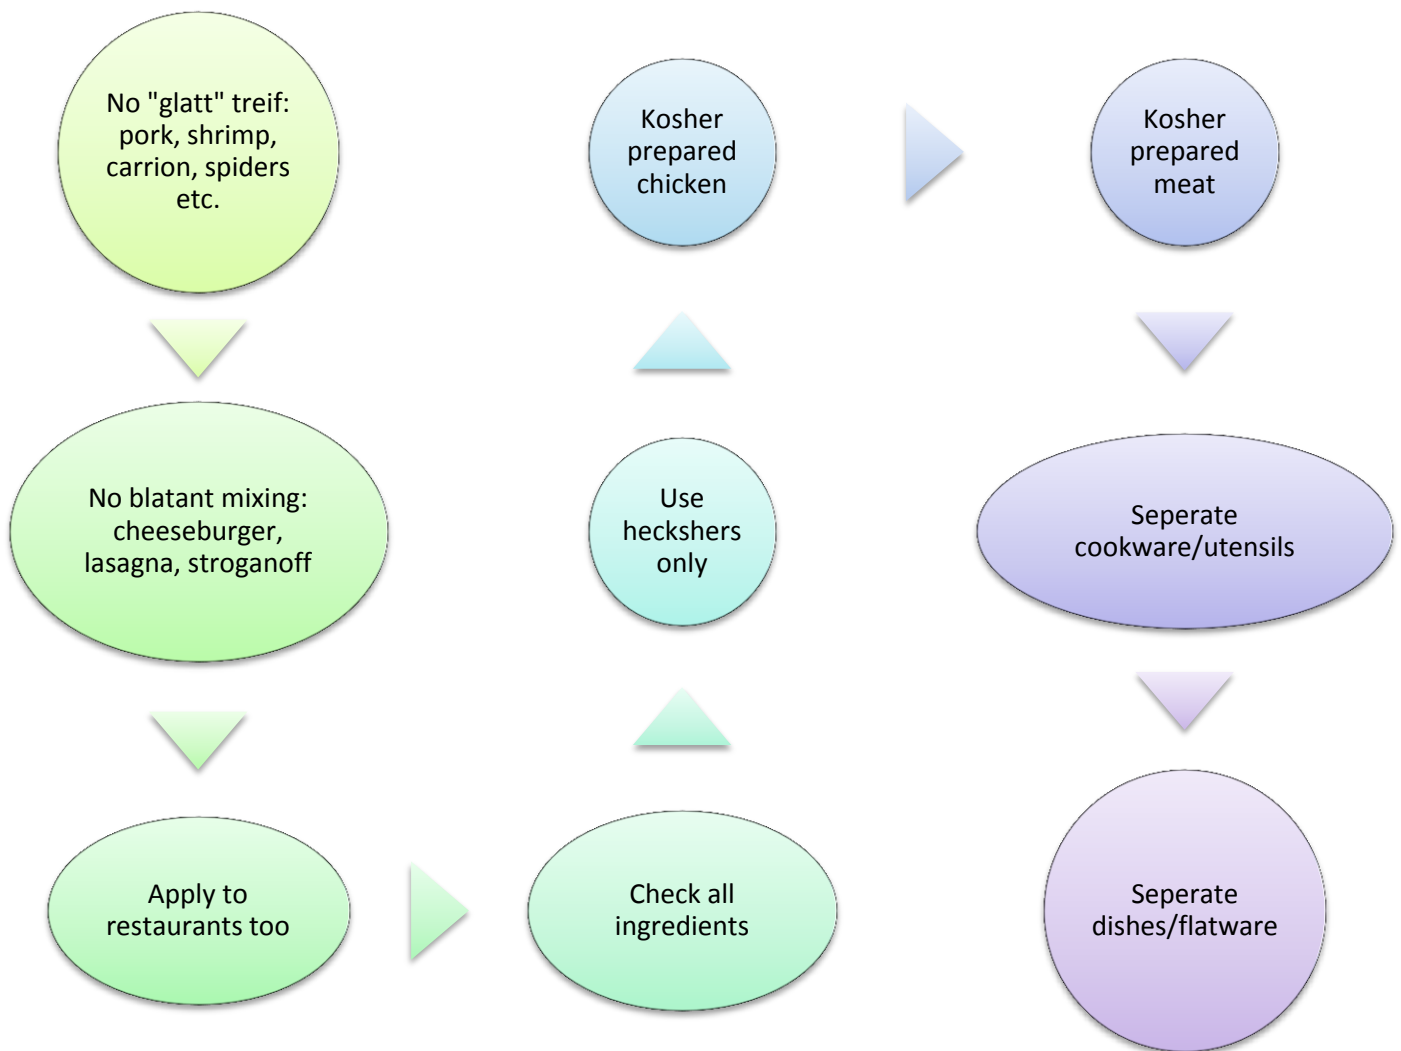 No "glatt" treif:
pork, shrimp,
carrion, spiders
etc.
No blatant mixing:
cheeseburger,
lasagna, stroganoff
Apply to
restaurants too
Check all
ingredients
Use
heckshers
only
Kosher
prepared
chicken
Kosher
prepared
meat
Seperate
cookware/utensils
Seperate
dishes/flatware